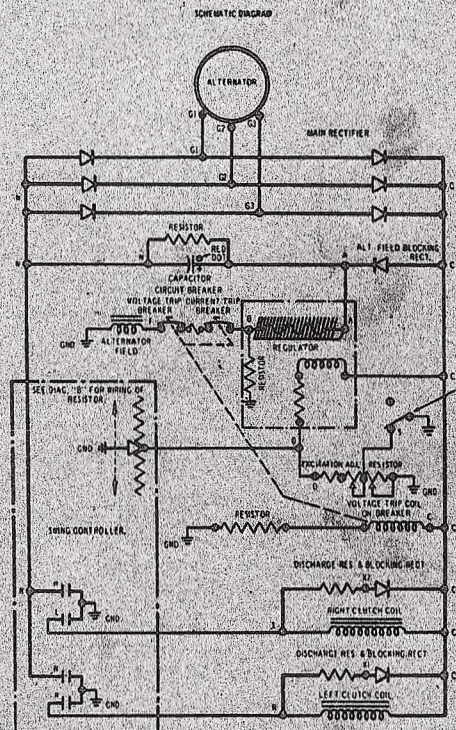 SCHEMATIC DIAGRAM
ALTERNATOR
G1
G2
G3
MAIN RECTIFIER
G1
C
G2
N
C
G3
C
RESISTOR
RED
DOT
N
N
A
ALT. FIELD BLOCKING
RECT.
C
CAPACITOR
CIRCUIT BREAKER
VOLTAGE TRIP CURRENT TRIP
BREAKER BREAKER
GND
ALTERNATOR
FIELD
REGULATOR
RESISTOR
C
SEE DIAG. "B" FOR WIRING OF
RESISTOR
GND
EXCITATION ADJ. RESISTOR
D
GND
VOLTAGE TRIP COIL
ON BREAKER
RESISTOR
C
C
GND
SWING CONTROLLER
DISCHARGE RES. & BLOCKING RECT
GND
RIGHT CLUTCH COIL
C
C
DISCHARGE RES. & BLOCKING RECT
GND
LEFT CLUTCH COIL
C
C